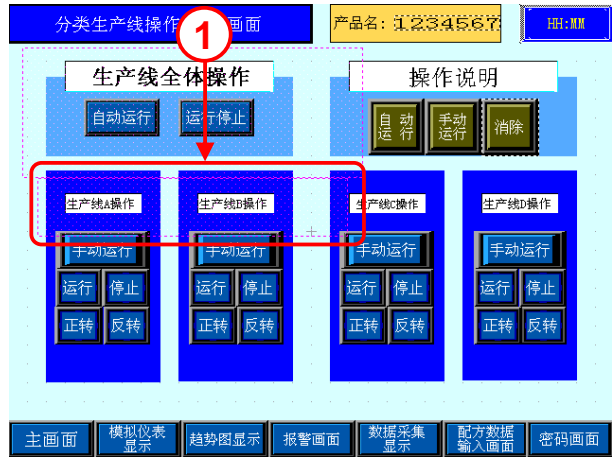 分类生产线操作 画面
产品名: 1234567
HH:MM
1
生产线全体操作
操作说明
自动运行
运行停止
自 动
运 行
手动
运行
消除
生产线A操作
生产线B操作
生产线C操作
生产线D操作
手动运行
手动运行
手动运行
手动运行
运行 停止
运行 停止
运行 停止
运行 停止
正转 反转
正转 反转
正转 反转
正转 反转
主画面
模拟仪表
显示
趋势图显示
报警画面
数据采集
显示
配方数据
输入画面
密码画面